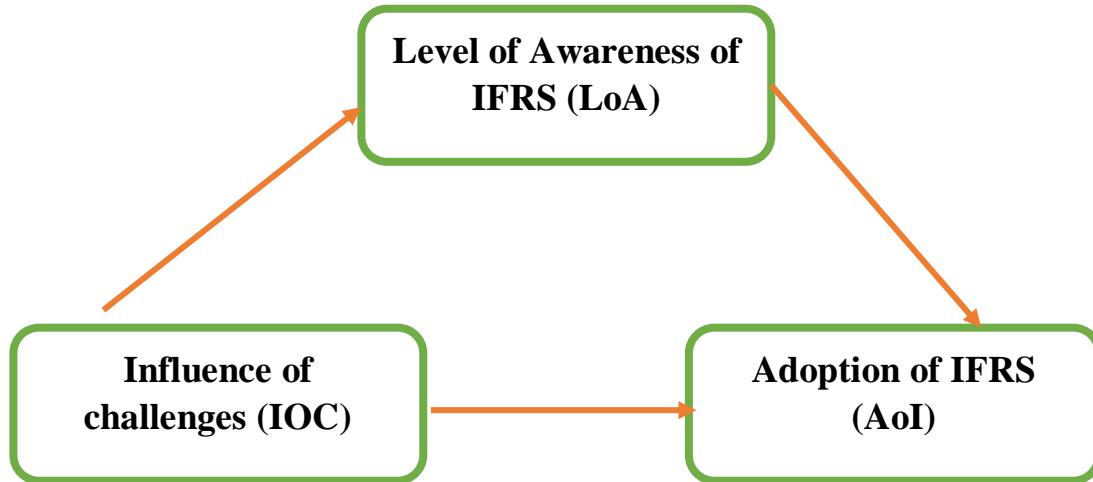 Level of Awareness of
IFRS (LoA)
Influence of
challenges (IOC)
Adoption of IFRS
(AoI)